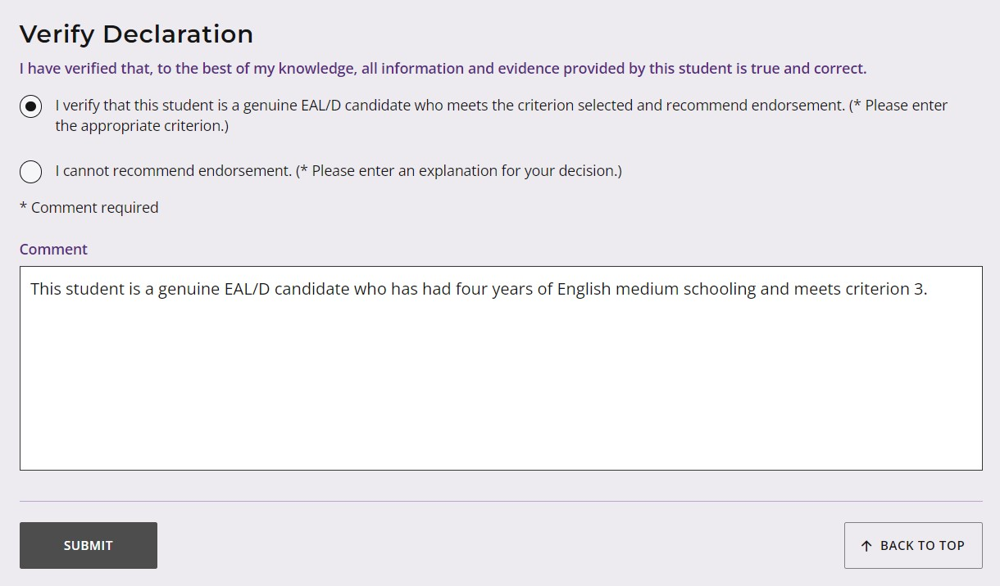 Verify Declaration
I have verified that, to the best of my knowledge, all information and evidence provided by this student is true and correct.
I verify that this student is a genuine EAL/D candidate who meets the criterion selected and recommend endorsement. (* Please enter
the appropriate criterion.)
I cannot recommend endorsement. (* Please enter an explanation for your decision.)
* Comment required
Comment
This student is a genuine EAL/D candidate who has had four years of English medium schooling and meets criterion 3.
SUBMIT
↑ BACK TO TOP